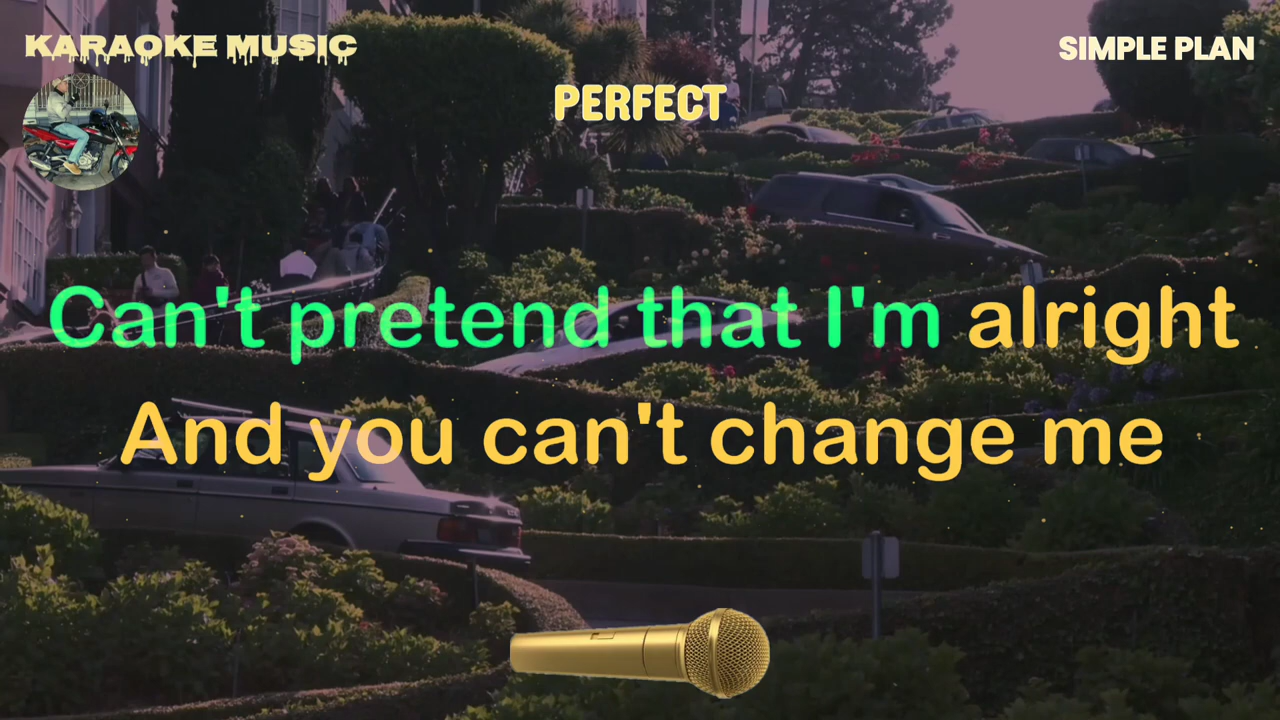 KARAOKE MUSIC
SIMPLE PLAN
PERFECT
Can't pretend that I'm alright
And you can't change me